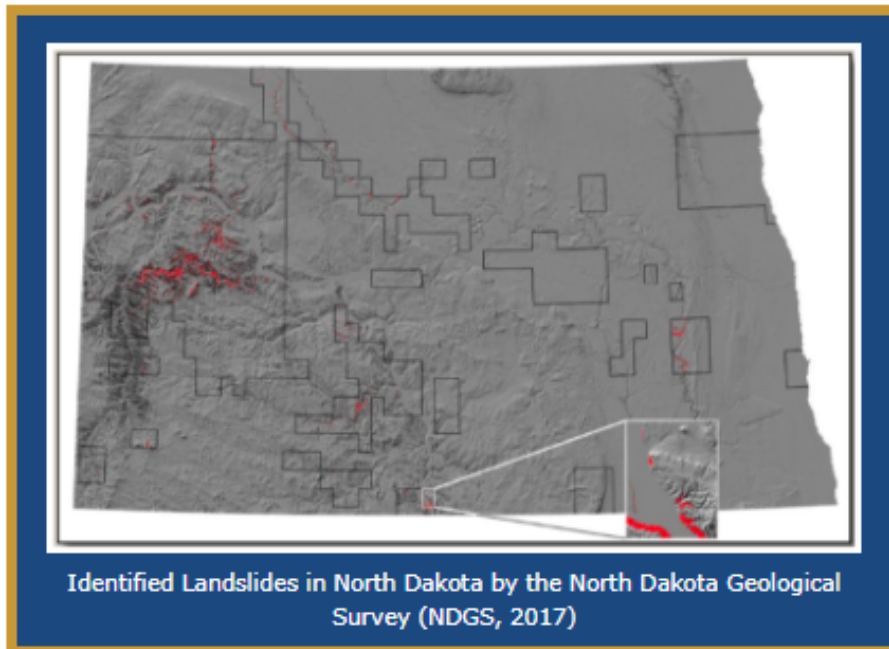 Identified Landslides in North Dakota by the North Dakota Geological
Survey (NDGS, 2017)